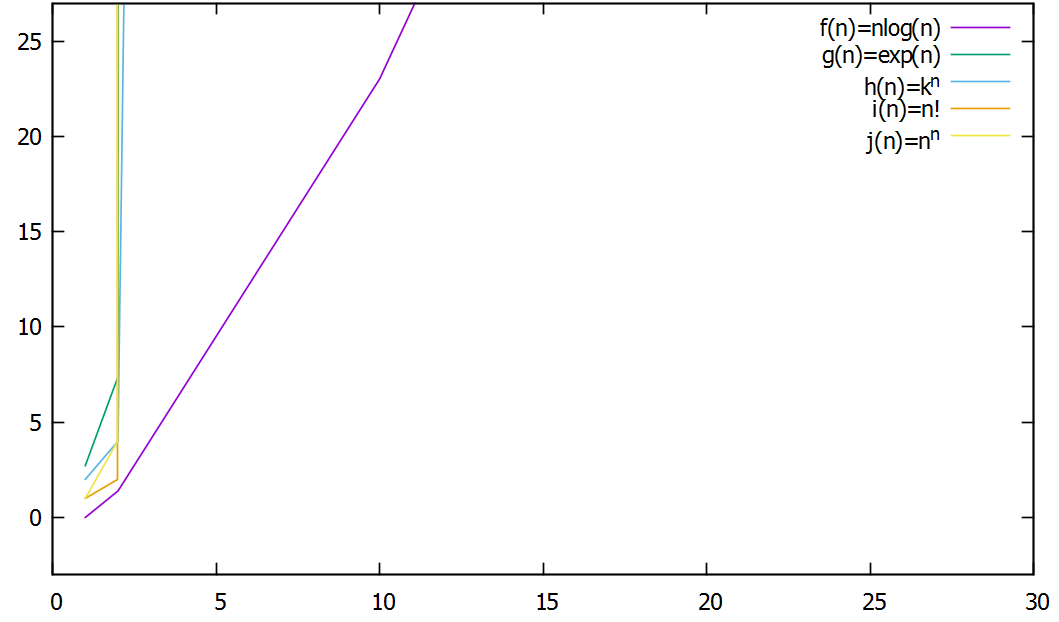 25
20
15
10
5
0
0 5 10 15 20 25 30
f(n)=nlog(n)
g(n)=exp(n)
h(n)=kⁿ
i(n)=n!
j(n)=nⁿ